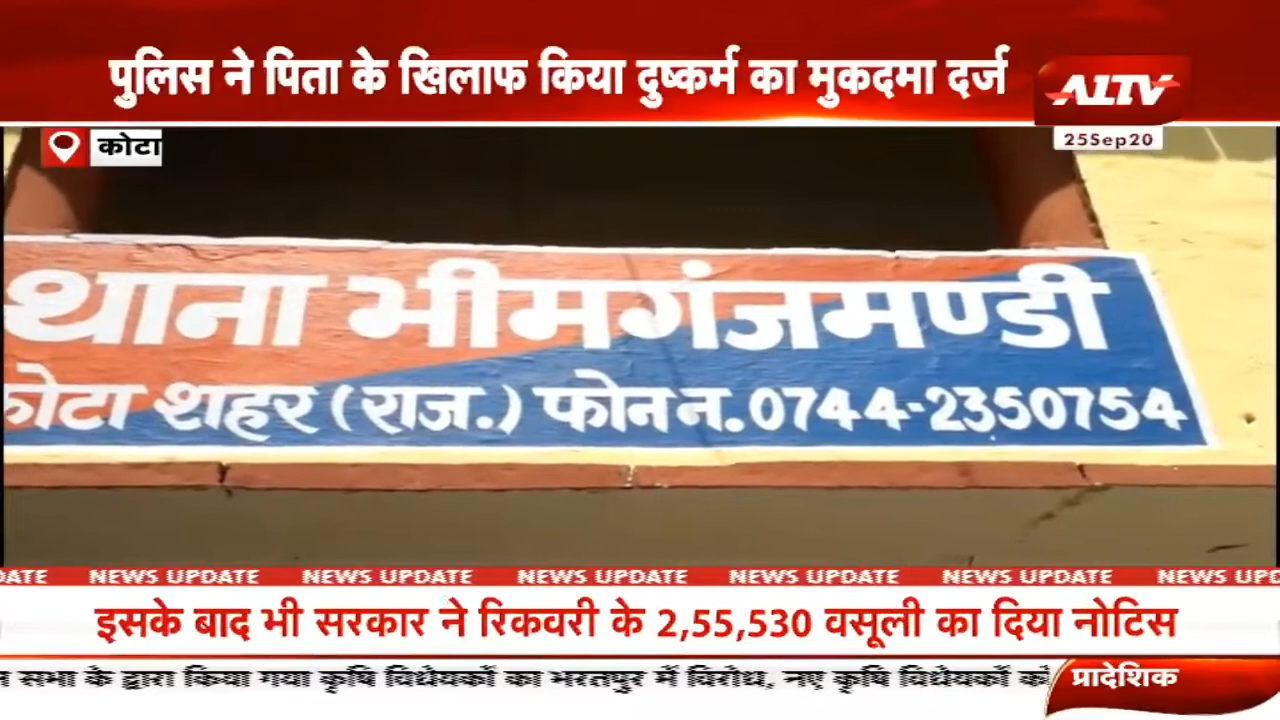 पुलिस ने पिता के खिलाफ किया दुष्कर्म का मुकदमा दर्ज
ALTV
25Sep20
कोटा
थाना भीमगंजमण्डी
कोटा शहर (राज.) फोन न. 0744-2350754
NEWS UPDATE NEWS UPDATE NEWS UPDATE NEWS UPDATE NEWS UPDATE
इसके बाद भी सरकार ने रिकवरी के 2,55,530 वसूली का दिया नोटिस
सभा के द्वारा किया गया कृषि विधेयकों का भरतपुर में विरोध, नए कृषि विधेयकों को
प्रादेशिक